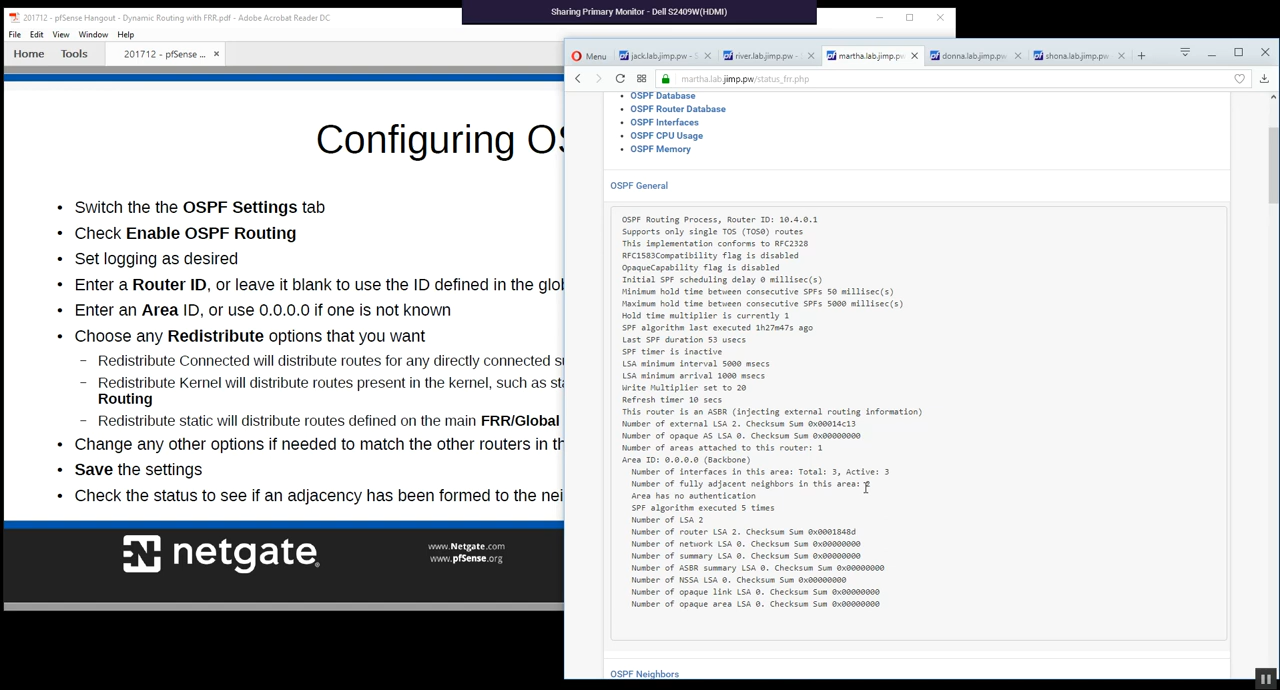 Sharing Primary Monitor - Dell S2409W(HDMI)
201712 - pfSense Hangout - Dynamic Routing with FRR.pdf - Adobe Acrobat Reader DC
File Edit View Window Help
Home Tools 201712 - pfSense ... ×
Configuring OS
• Switch the the OSPF Settings tab
• Check Enable OSPF Routing
• Set logging as desired
• Enter a Router ID, or leave it blank to use the ID defined in the glob
• Enter an Area ID, or use 0.0.0.0 if one is not known
• Choose any Redistribute options that you want
– Redistribute Connected will distribute routes for any directly connected su
– Redistribute Kernel will distribute routes present in the kernel, such as sta
Routing
– Redistribute static will distribute routes defined on the main FRR/Global
• Change any other options if needed to match the other routers in th
• Save the settings
• Check the status to see if an adjacency has been formed to the nei
N netgate®
www.Netgate.com
www.pfSense.org
Menu jack.lab.jimp.pw - S river.lab.jimp.pw - martha.lab.jimp.pw donna.lab.jimp.pw shona.lab.jimp.pw
martha.lab.jimp.pw/status_frr.php
• OSPF Database
• OSPF Router Database
• OSPF Interfaces
• OSPF CPU Usage
• OSPF Memory
OSPF General
OSPF Routing Process, Router ID: 10.4.0.1
Supports only single TOS (TOS0) routes
This implementation conforms to RFC2328
RFC1583Compatibility flag is disabled
OpaqueCapability flag is disabled
Initial SPF scheduling delay 0 millisec(s)
Minimum hold time between consecutive SPFs 50 millisec(s)
Maximum hold time between consecutive SPFs 5000 millisec(s)
Hold time multiplier is currently 1
SPF algorithm last executed 1h27m47s ago
Last SPF duration 53 usecs
SPF timer is inactive
LSA minimum interval 5000 msecs
LSA minimum arrival 1000 msecs
Write Multiplier set to 20
Refresh timer 10 secs
This router is an ASBR (injecting external routing information)
Number of external LSA 2. Checksum Sum 0x00014c13
Number of opaque AS LSA 0. Checksum Sum 0x00000000
Number of areas attached to this router: 1
Area ID: 0.0.0.0 (Backbone)
Number of interfaces in this area: Total: 3, Active: 3
Number of fully adjacent neighbors in this area: 2
Area has no authentication
SPF algorithm executed 5 times
Number of LSA 2
Number of router LSA 2. Checksum Sum 0x0001848d
Number of network LSA 0. Checksum Sum 0x00000000
Number of summary LSA 0. Checksum Sum 0x00000000
Number of ASBR summary LSA 0. Checksum Sum 0x00000000
Number of NSSA LSA 0. Checksum Sum 0x00000000
Number of opaque link LSA 0. Checksum Sum 0x00000000
Number of opaque area LSA 0. Checksum Sum 0x00000000
OSPF Neighbors